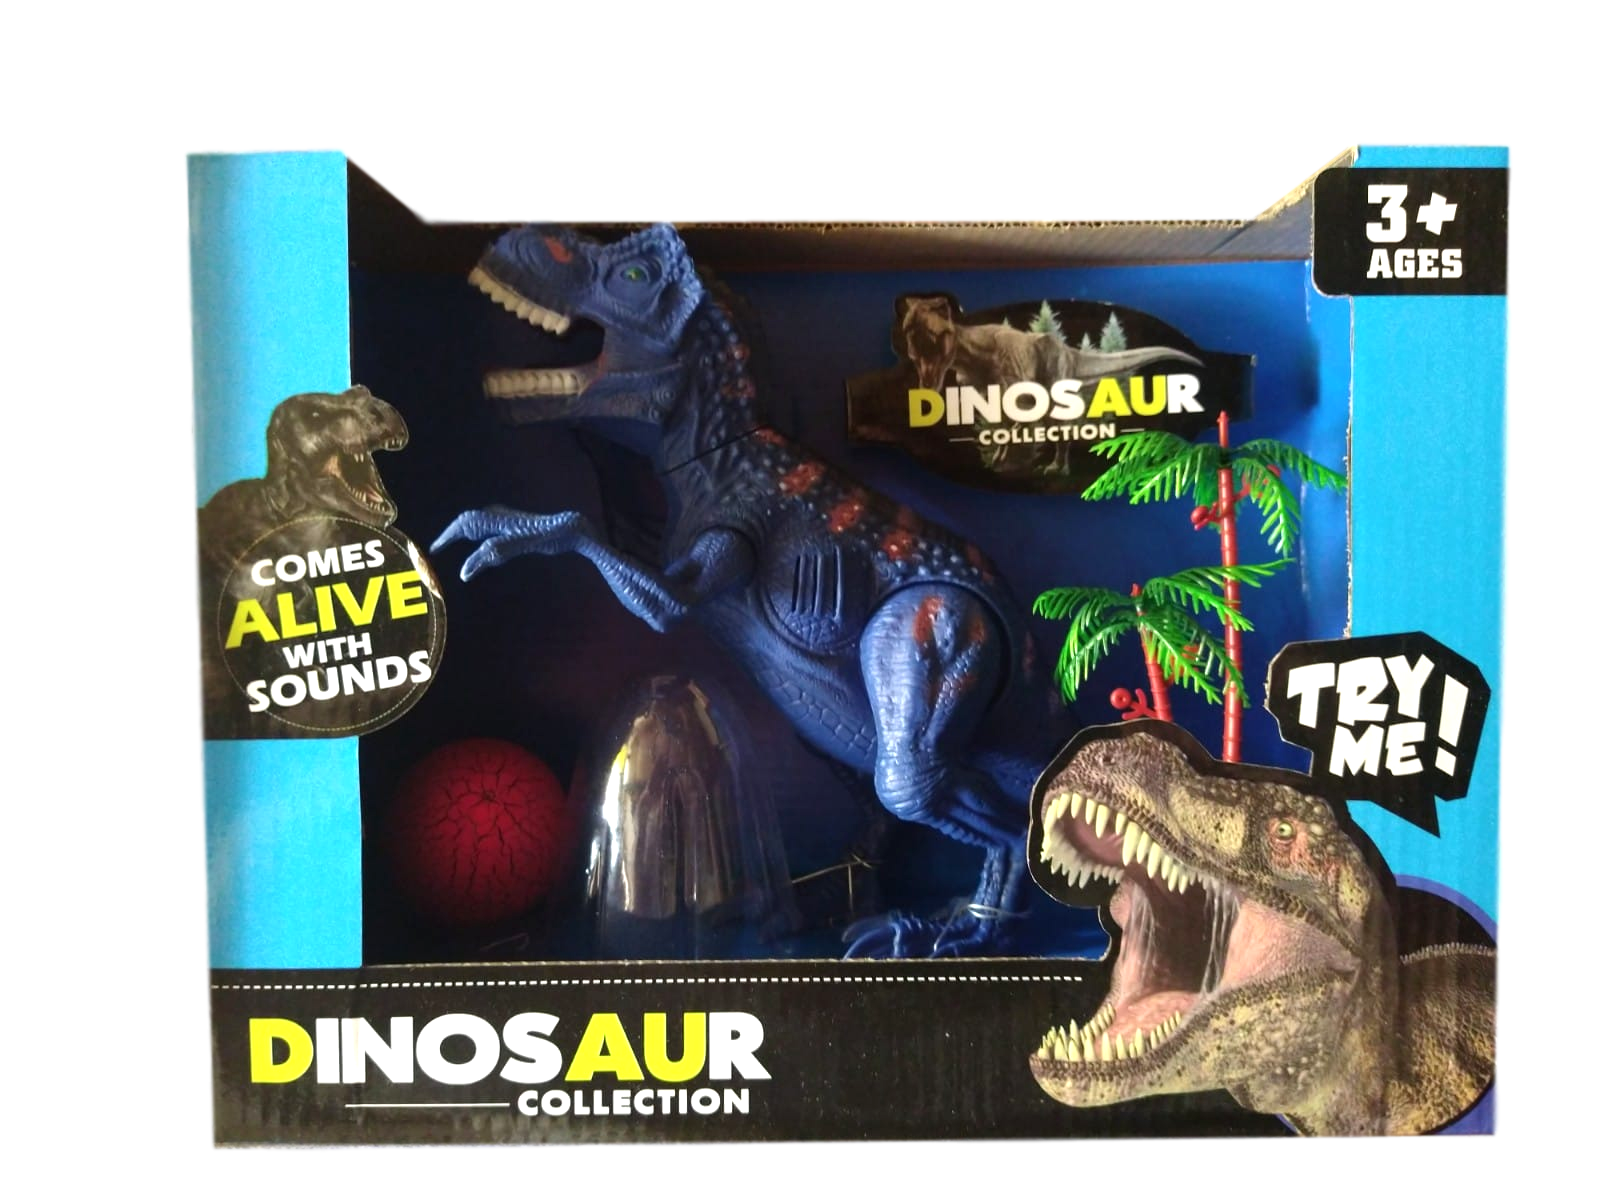 3+
AGES
DINOSAUR
COLLECTION
COMES
ALIVE
WITH
SOUNDS
TRY
ME!
DINOSAUR
COLLECTION